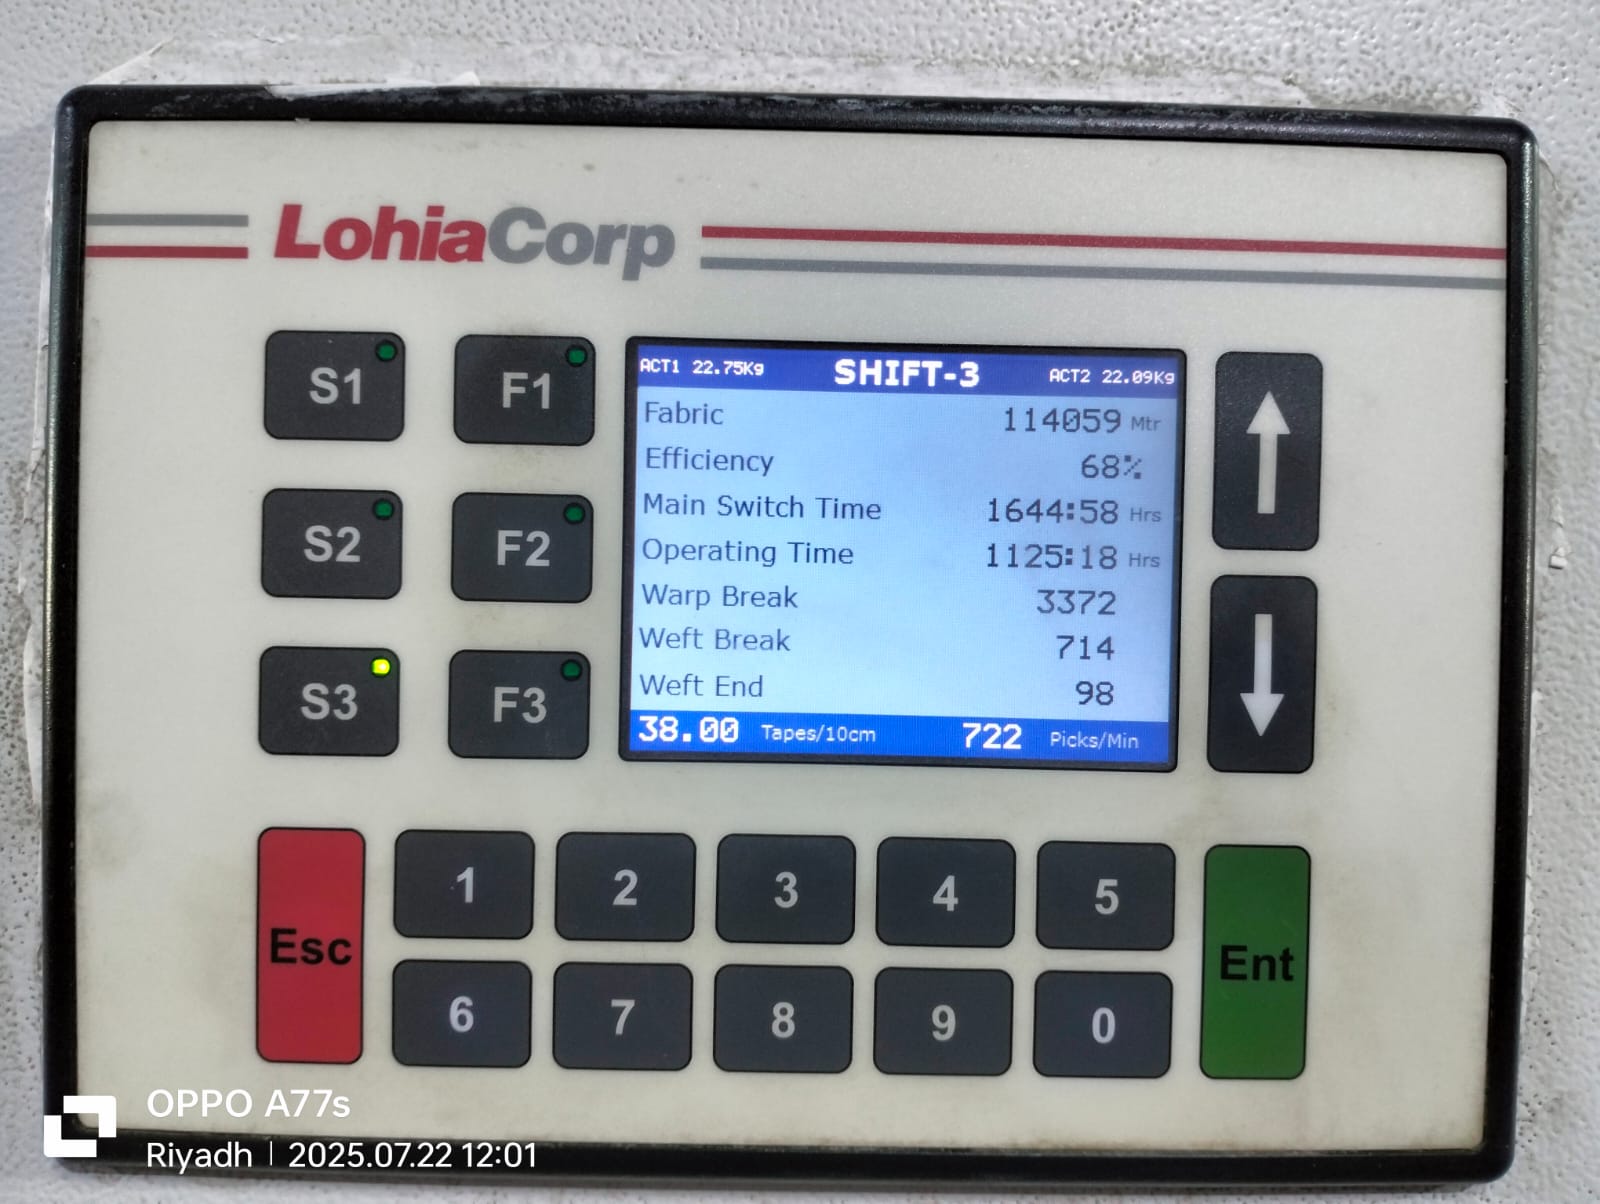 LohiaCorp
S1 F1
S2 F2
S3 F3
ACT1 22.75Kg SHIFT-3 ACT2 22.09Kg
Fabric 114059 Mtr
Efficiency 68%
Main Switch Time 1644:58 Hrs
Operating Time 1125:18 Hrs
Warp Break 3372
Weft Break 714
Weft End 98
38.00 Tapes/10cm 722 Picks/Min
Esc
1 2 3 4 5
6 7 8 9 0
Ent
OPPO A77s
Riyadh | 2025.07.22 12:01